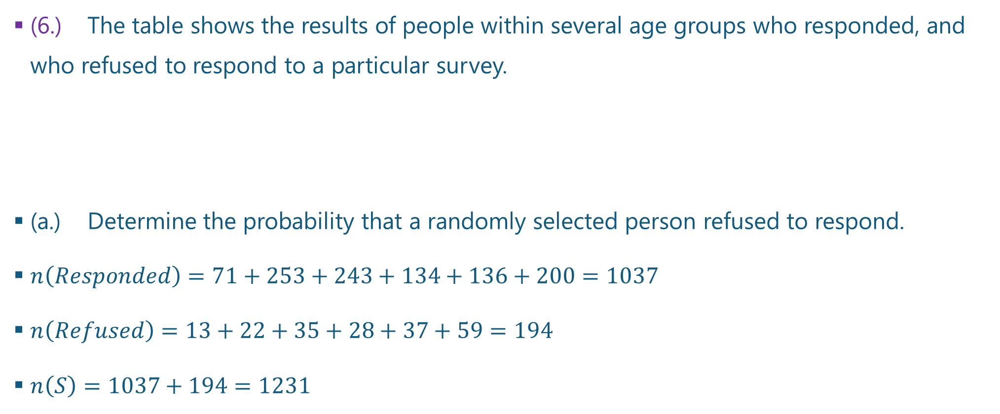 ▪ (6.) The table shows the results of people within several age groups who responded, and
who refused to respond to a particular survey.
▪ (a.) Determine the probability that a randomly selected person refused to respond.
▪ n(Responded) = 71 + 253 + 243 + 134 + 136 + 200 = 1037
▪ n(Refused) = 13 + 22 + 35 + 28 + 37 + 59 = 194
▪ n(S) = 1037 + 194 = 1231